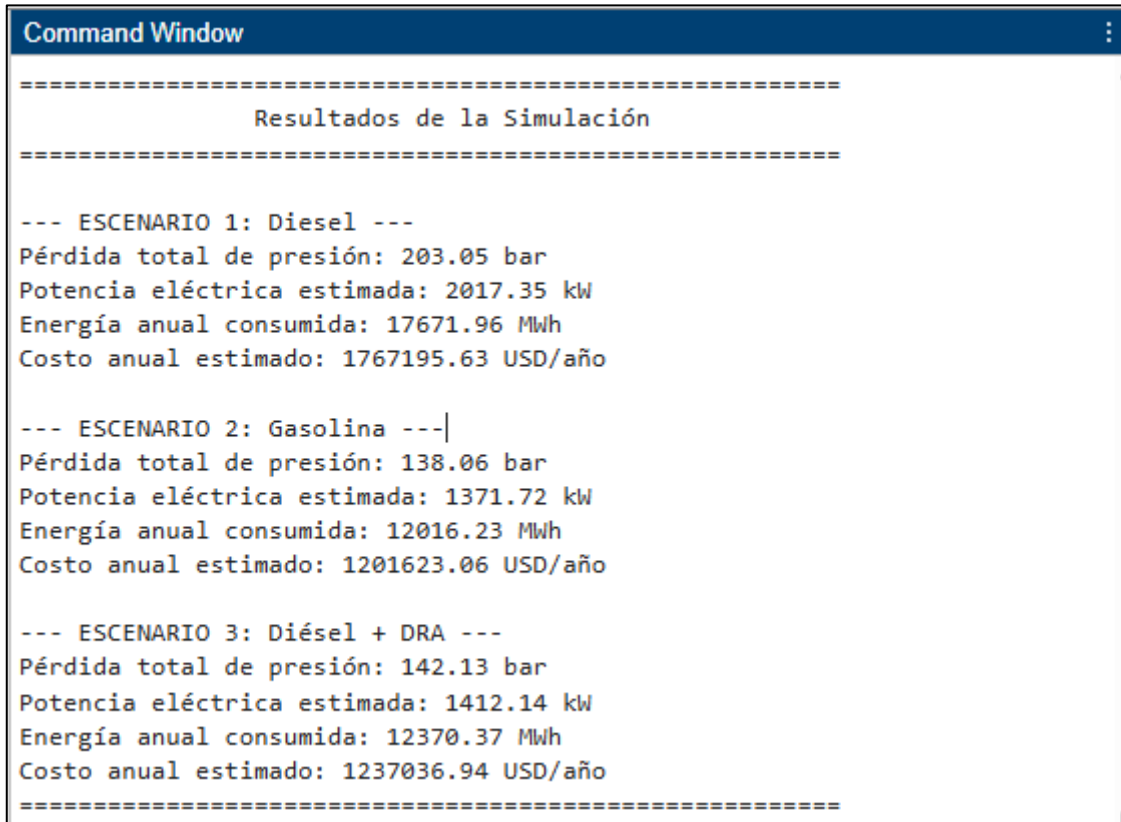 Command Window
========================================================
Resultados de la Simulación
========================================================
--- ESCENARIO 1: Diesel ---
Pérdida total de presión: 203.05 bar
Potencia eléctrica estimada: 2017.35 kW
Energía anual consumida: 17671.96 MWh
Costo anual estimado: 1767195.63 USD/año
--- ESCENARIO 2: Gasolina ---
Pérdida total de presión: 138.06 bar
Potencia eléctrica estimada: 1371.72 kW
Energía anual consumida: 12016.23 MWh
Costo anual estimado: 1201623.06 USD/año
--- ESCENARIO 3: Diésel + DRA ---
Pérdida total de presión: 142.13 bar
Potencia eléctrica estimada: 1412.14 kW
Energía anual consumida: 12370.37 MWh
Costo anual estimado: 1237036.94 USD/año
========================================================